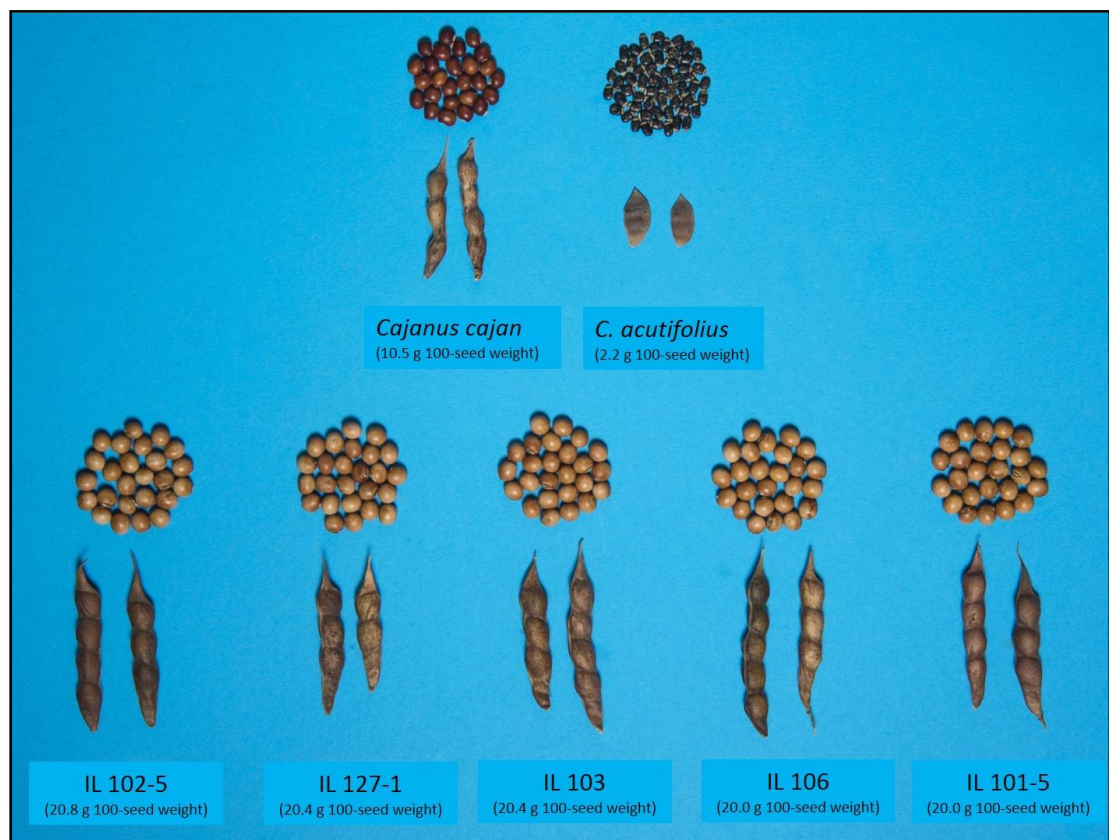 Cajanus cajan
(10.5 g 100-seed weight)
C. acutifolius
(2.2 g 100-seed weight)
IL 102-5
(20.8 g 100-seed weight)
IL 127-1
(20.4 g 100-seed weight)
IL 103
(20.4 g 100-seed weight)
IL 106
(20.0 g 100-seed weight)
IL 101-5
(20.0 g 100-seed weight)